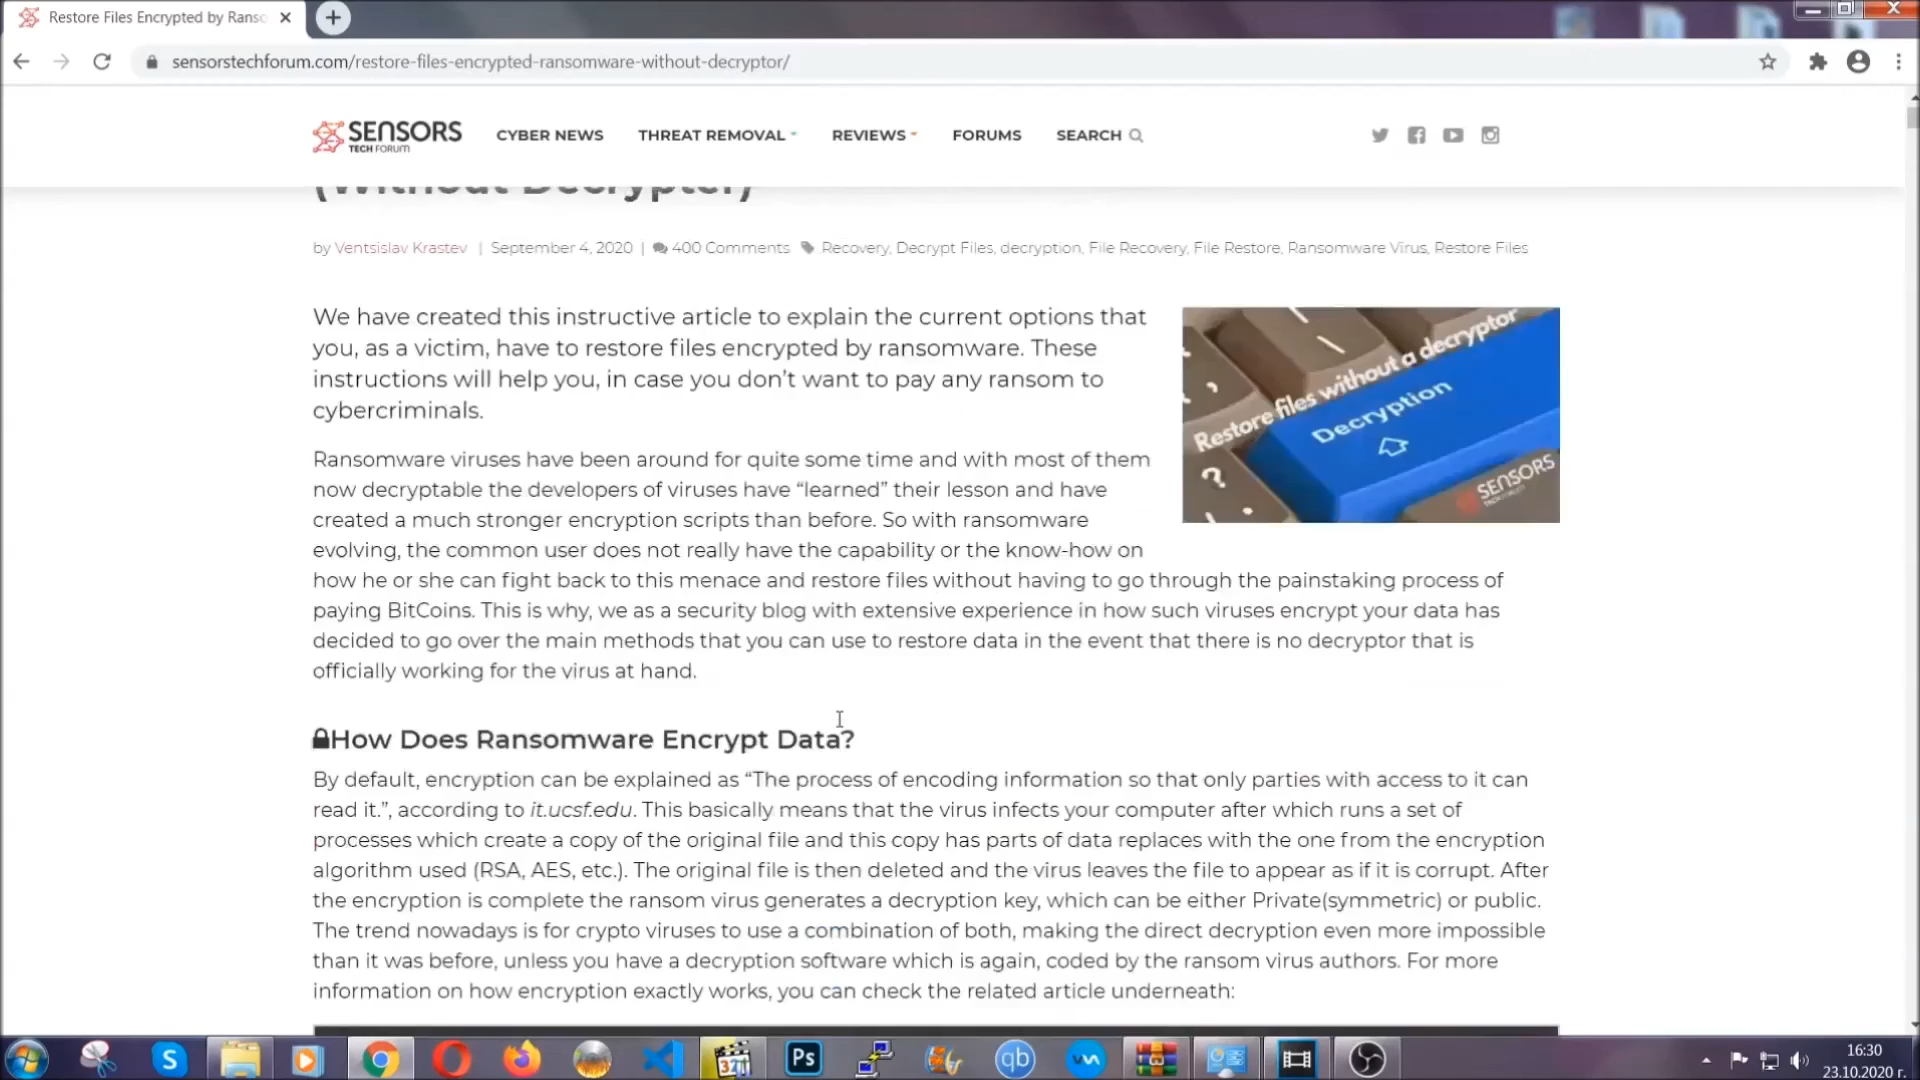 Restore Files Encrypted by Ranso
sensorstechforum.com/restore-files-encrypted-ransomware-without-decryptor/
SENSORS
TECH FORUM
CYBER NEWS
THREAT REMOVAL
REVIEWS
FORUMS
SEARCH
(Without Decrypter)
by Ventsislav Krastev | September 4, 2020 | 400 Comments Recovery, Decrypt Files, decryption, File Recovery, File Restore, Ransomware Virus, Restore Files
We have created this instructive article to explain the current options that
you, as a victim, have to restore files encrypted by ransomware. These
instructions will help you, in case you don’t want to pay any ransom to
cybercriminals.
Restore files without a decryptor
Decryption
SENSORS
Ransomware viruses have been around for quite some time and with most of them
now decryptable the developers of viruses have “learned” their lesson and have
created a much stronger encryption scripts than before. So with ransomware
evolving, the common user does not really have the capability or the know-how on
how he or she can fight back to this menace and restore files without having to go through the painstaking process of
paying BitCoins. This is why, we as a security blog with extensive experience in how such viruses encrypt your data has
decided to go over the main methods that you can use to restore data in the event that there is no decryptor that is
officially working for the virus at hand.
How Does Ransomware Encrypt Data?
By default, encryption can be explained as “The process of encoding information so that only parties with access to it can
read it.”, according to it.ucsf.edu. This basically means that the virus infects your computer after which runs a set of
processes which create a copy of the original file and this copy has parts of data replaces with the one from the encryption
algorithm used (RSA, AES, etc.). The original file is then deleted and the virus leaves the file to appear as if it is corrupt. After
the encryption is complete the ransom virus generates a decryption key, which can be either Private(symmetric) or public.
The trend nowadays is for crypto viruses to use a combination of both, making the direct decryption even more impossible
than it was before, unless you have a decryption software which is again, coded by the ransom virus authors. For more
information on how encryption exactly works, you can check the related article underneath:
S
321
Ps
qb
16:30
23.10.2020 г.